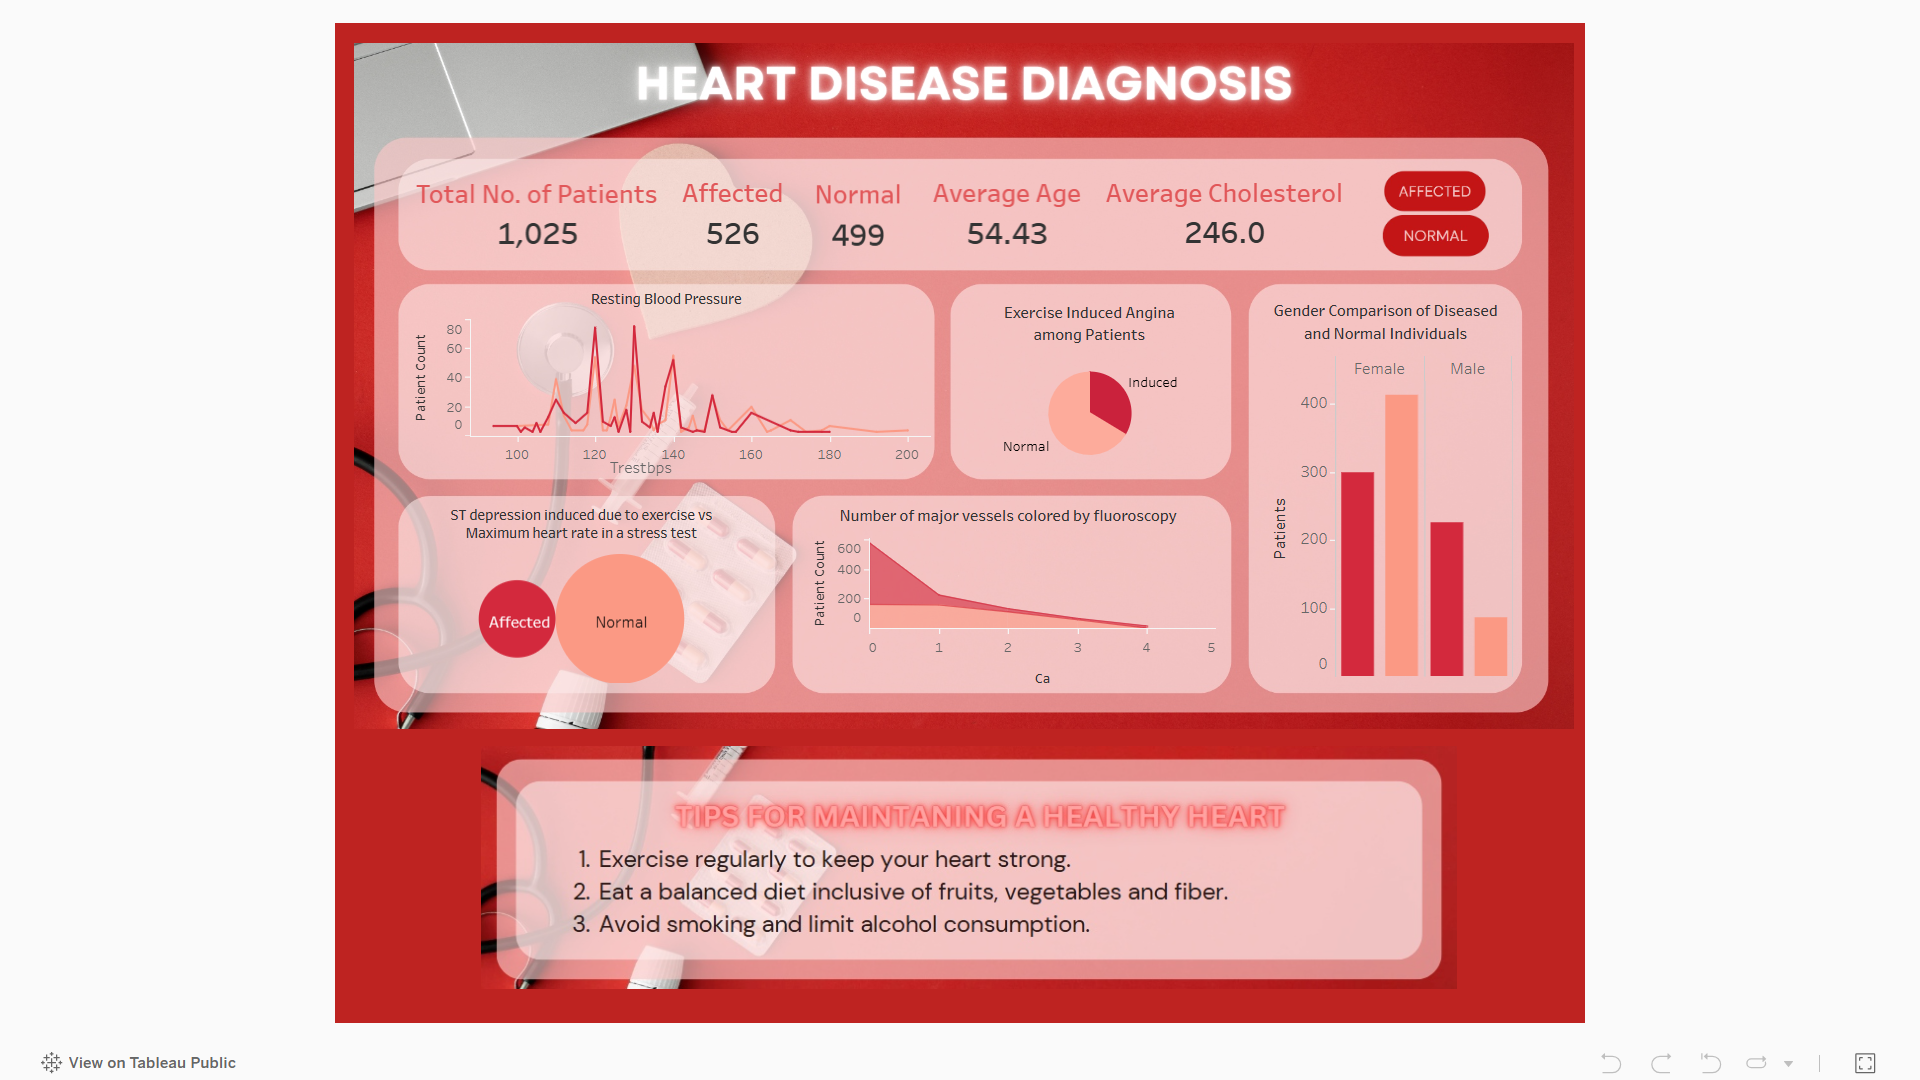 HEART DISEASE DIAGNOSIS
Total No. of Patients
1,025
Affected
526
Normal
499
Average Age
54.43
Average Cholesterol
246.0
AFFECTED
NORMAL
Resting Blood Pressure
Patient Count
80
60
40
20
0
100 120 140 160 180 200
Trestbps
Exercise Induced Angina
among Patients
Induced
Normal
Gender Comparison of Diseased
and Normal Individuals
Female Male
Patients
400
300
200
100
0
ST depression induced due to exercise vs
Maximum heart rate in a stress test
Affected
Normal
Number of major vessels colored by fluoroscopy
Patient Count
600
400
200
0
0 1 2 3 4 5
Ca
TIPS FOR MAINTANING A HEALTHY HEART
1. Exercise regularly to keep your heart strong.
2. Eat a balanced diet inclusive of fruits, vegetables and fiber.
3. Avoid smoking and limit alcohol consumption.
View on Tableau Public